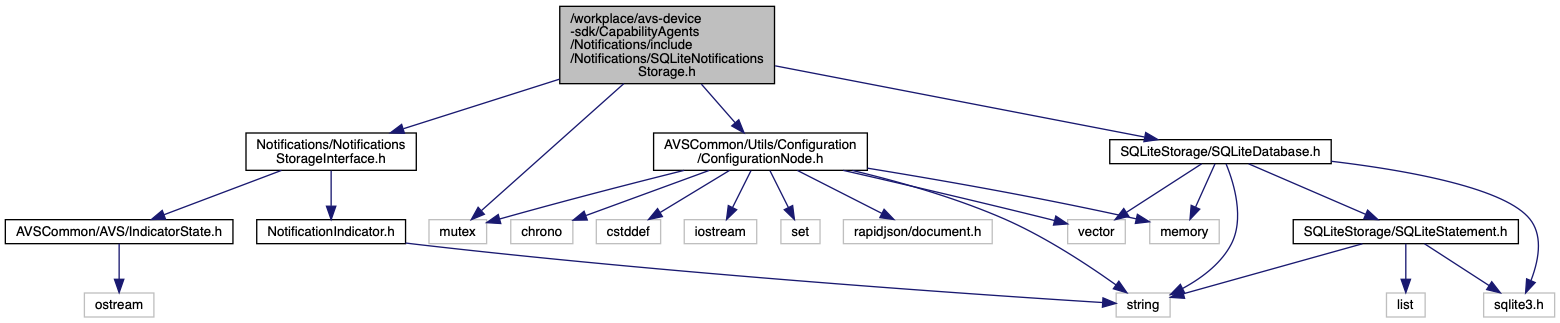 /workplace/avs-device
-sdk/CapabilityAgents
/Notifications/include
/Notifications/SQLiteNotifications
Storage.h
Notifications/Notifications
StorageInterface.h
AVSCommon/Utils/Configuration
/ConfigurationNode.h
SQLiteStorage/SQLiteDatabase.h
AVSCommon/AVS/IndicatorState.h
NotificationIndicator.h
mutex
chrono
cstddef
iostream
set
rapidjson/document.h
vector
memory
SQLiteStorage/SQLiteStatement.h
ostream
string
list
sqlite3.h